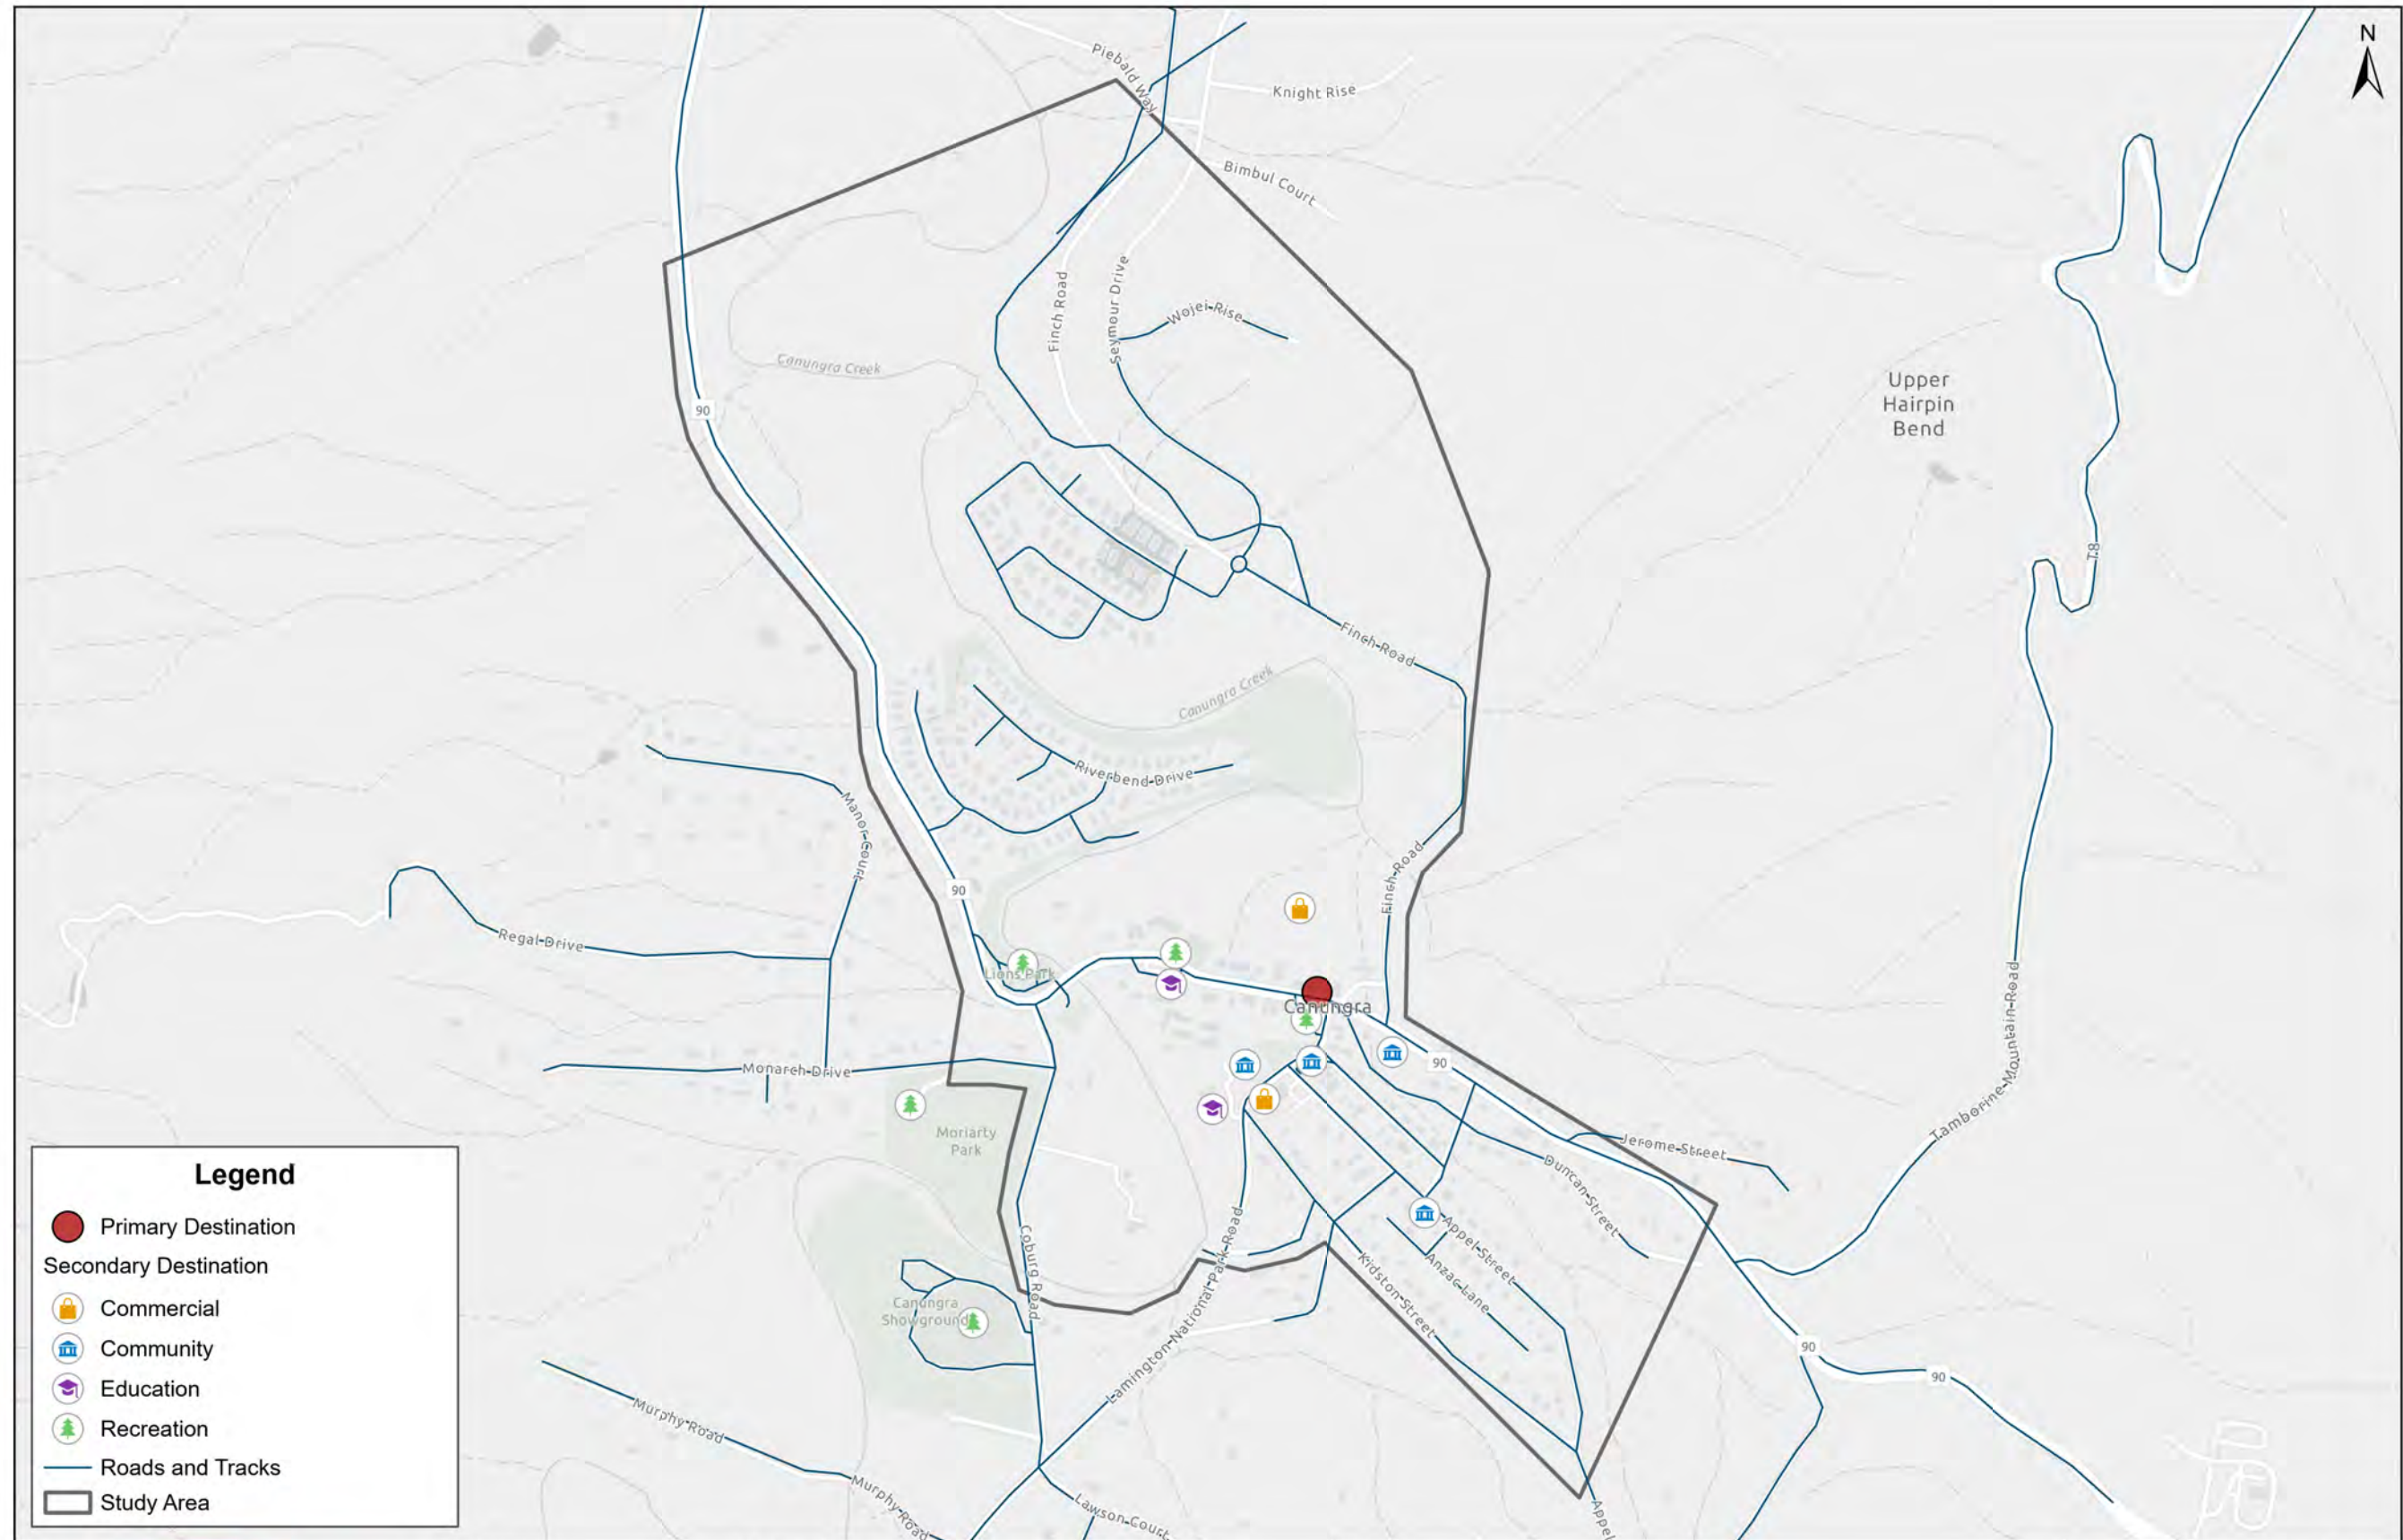 N
Piebald Way
Knight Rise
Bimbul Court
Finch Road
Seymour Drive
Wojei Rise
Canungra Creek
90
Upper
Hairpin
Bend
T8
Finch Road
Canungra Creek
Riverbend Drive
Manor Court
Finch Road
90
Regal Drive
Lions Park
Canungra
Tamborine Mountain Road
90
Monarch Drive
Moriarty
Park
Jerome Street
Duncan Street
Appel Street
Anzac Lane
Kidston Street
Coburg Road
Lamington National Park Road
Canungra
Showground
90
90
Murphy Road
Murphy Road
Lawson Court
Appel
Legend
Primary Destination
Secondary Destination
Commercial
Community
Education
Recreation
Roads and Tracks
Study Area